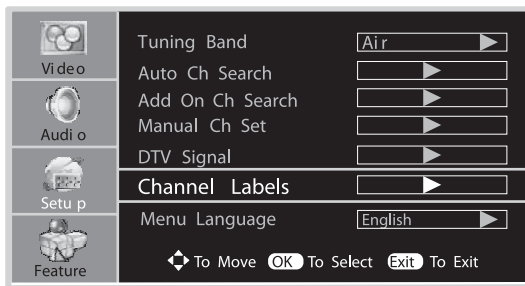 Video
Audio
Setup
Feature
Tuning Band Air
Auto Ch Search
Add On Ch Search
Manual Ch Set
DTV Signal
Channel Labels
Menu Language English
To Move OK To Select Exit To Exit